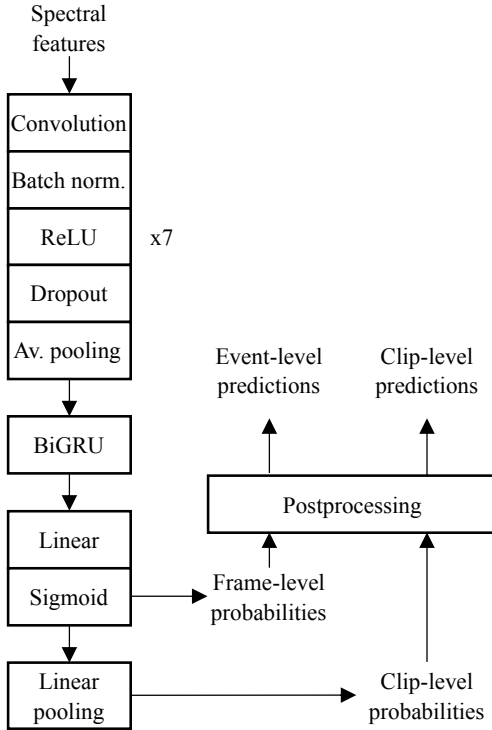 Spectral
features
Convolution
Batch norm.
ReLU
x7
Dropout
Av. pooling
BiGRU
Linear
Sigmoid
Linear
pooling
Event-level
predictions
Clip-level
predictions
Postprocessing
Frame-level
probabilities
Clip-level
probabilities